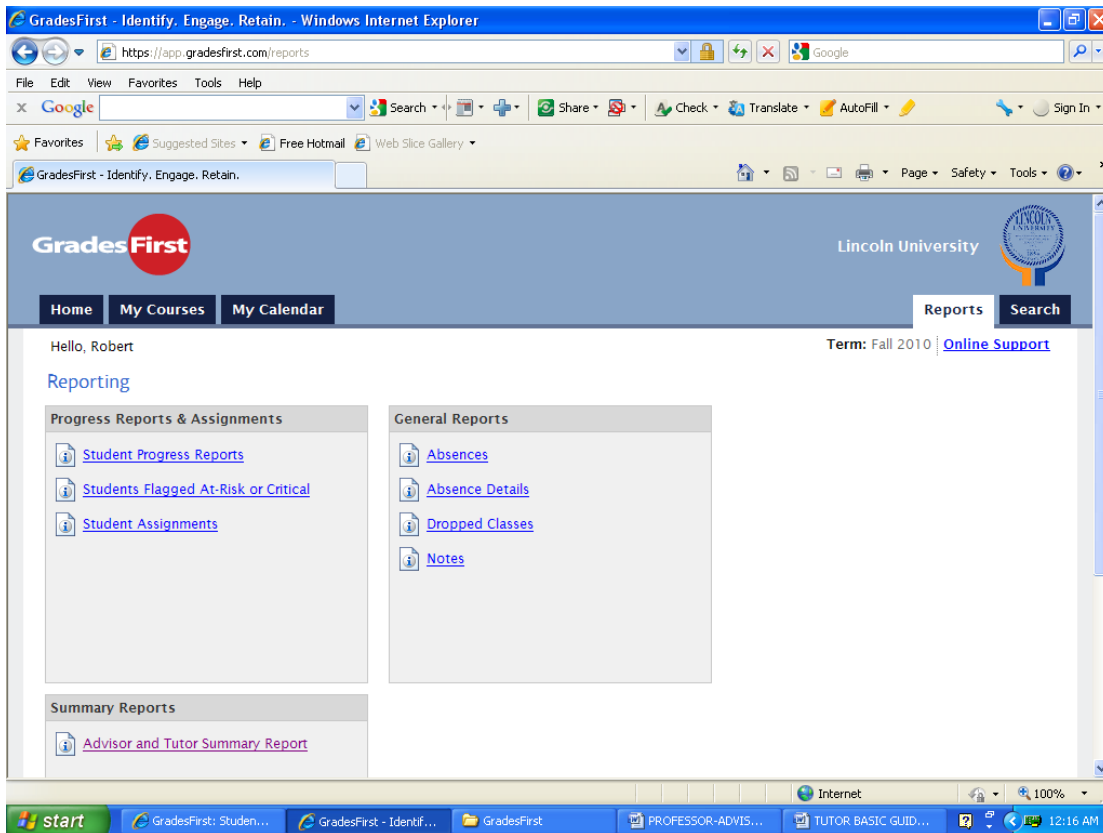 GradesFirst - Identify. Engage. Retain. - Windows Internet Explorer
https://app.gradesfirst.com/reports
Google
File Edit View Favorites Tools Help
x Google Search Share Check Translate AutoFill Sign In
Favorites Suggested Sites Free Hotmail Web Slice Gallery
GradesFirst - Identify. Engage. Retain. Page Safety Tools
GradesFirst
Lincoln University
Home My Courses My Calendar Reports Search
Hello, Robert Term: Fall 2010 Online Support
Reporting
Progress Reports & Assignments
Student Progress Reports
Students Flagged At-Risk or Critical
Student Assignments
General Reports
Absences
Absence Details
Dropped Classes
Notes
Summary Reports
Advisor and Tutor Summary Report
Internet 100%
start GradesFirst: Studen... GradesFirst - Identif... GradesFirst PROFESSOR-ADVIS... TUTOR BASIC GUID... 12:16 AM